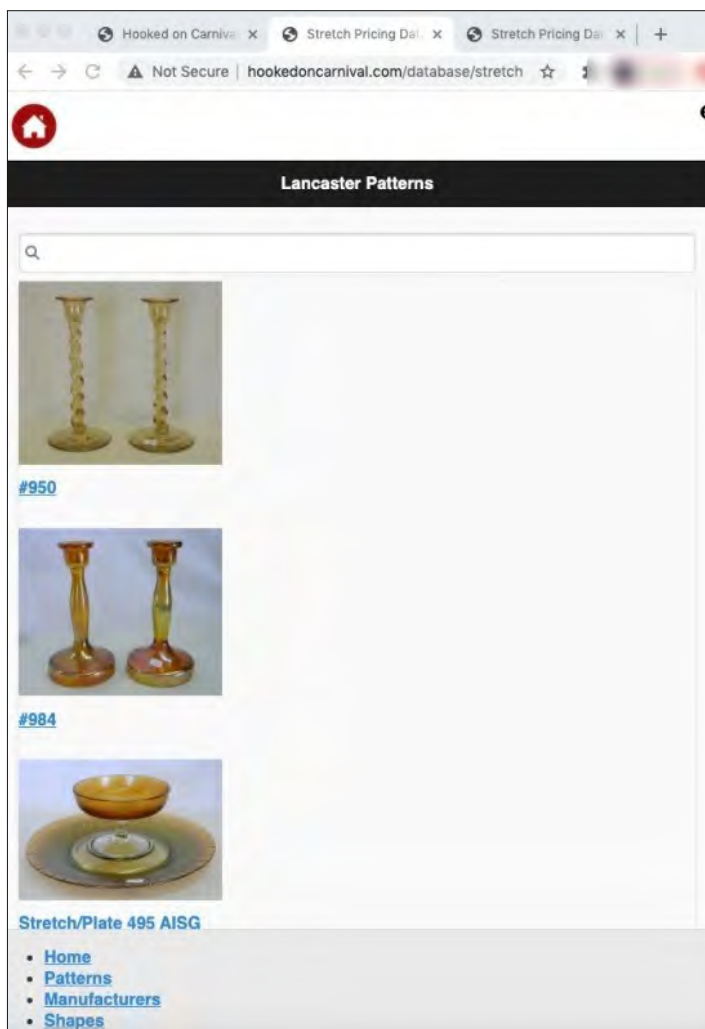 Hooked on Carniva
Stretch Pricing Dat
Stretch Pricing Dat
Not Secure | hookedoncarnival.com/database/stretch
Lancaster Patterns
#950
#984
Stretch/Plate 495 AISG
Home
Patterns
Manufacturers
Shapes